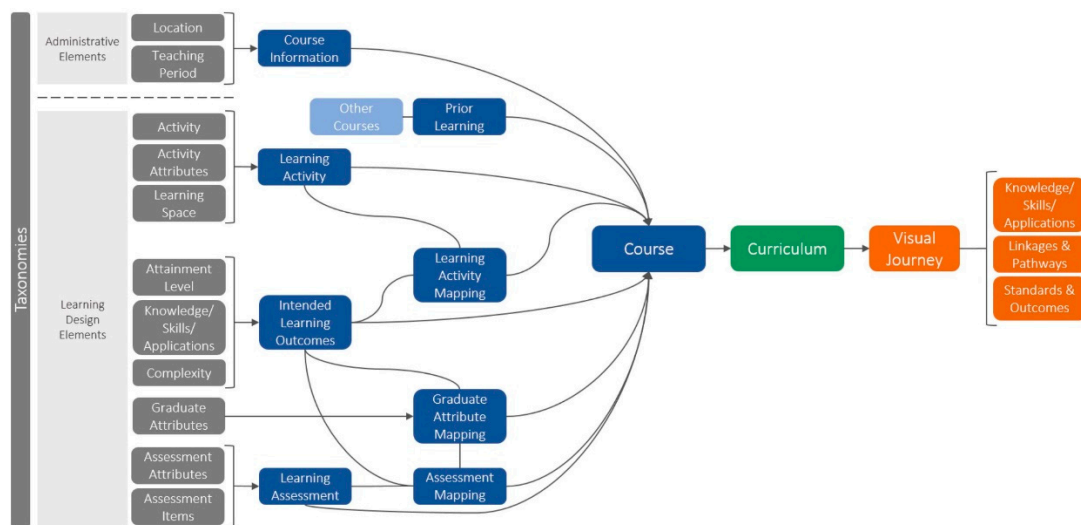 Taxonomies
Administrative
Elements
Location
Teaching
Period
Course
Information
Other
Courses
Prior
Learning
Learning
Design
Elements
Activity
Activity
Attributes
Learning
Space
Learning
Activity
Learning
Activity
Mapping
Attainment
Level
Knowledge/
Skills/
Applications
Complexity
Intended
Learning
Outcomes
Graduate
Attributes
Graduate
Attribute
Mapping
Assessment
Attributes
Assessment
Items
Learning
Assessment
Assessment
Mapping
Course
Curriculum
Visual
Journey
Knowledge/
Skills/
Applications
Linkages &
Pathways
Standards &
Outcomes